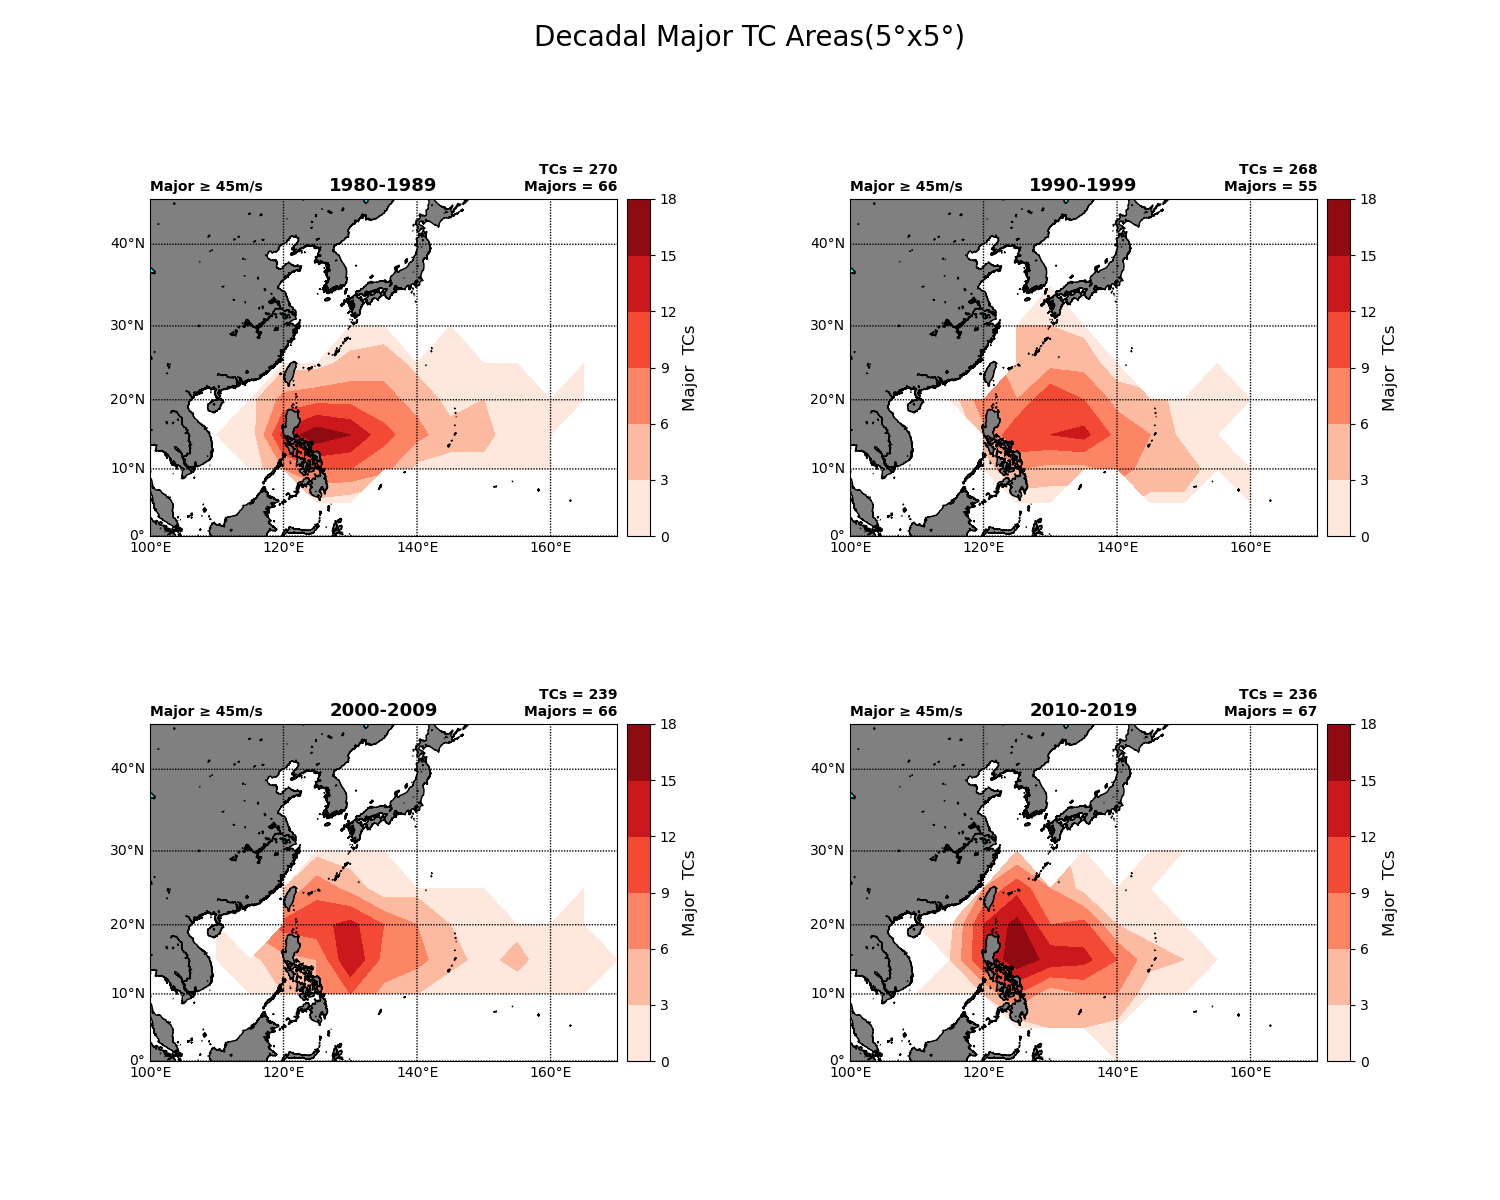 Decadal Major TC Areas(5°x5°)
TCs = 270
Major ≥ 45m/s 1980-1989 Majors = 66
40°N
30°N
20°N
10°N
0°
100°E 120°E 140°E 160°E
18
15
12
9
6
3
0
Major TCs
TCs = 268
Major ≥ 45m/s 1990-1999 Majors = 55
40°N
30°N
20°N
10°N
0°
100°E 120°E 140°E 160°E
18
15
12
9
6
3
0
Major TCs
TCs = 239
Major ≥ 45m/s 2000-2009 Majors = 66
40°N
30°N
20°N
10°N
0°
100°E 120°E 140°E 160°E
18
15
12
9
6
3
0
Major TCs
TCs = 236
Major ≥ 45m/s 2010-2019 Majors = 67
40°N
30°N
20°N
10°N
0°
100°E 120°E 140°E 160°E
18
15
12
9
6
3
0
Major TCs